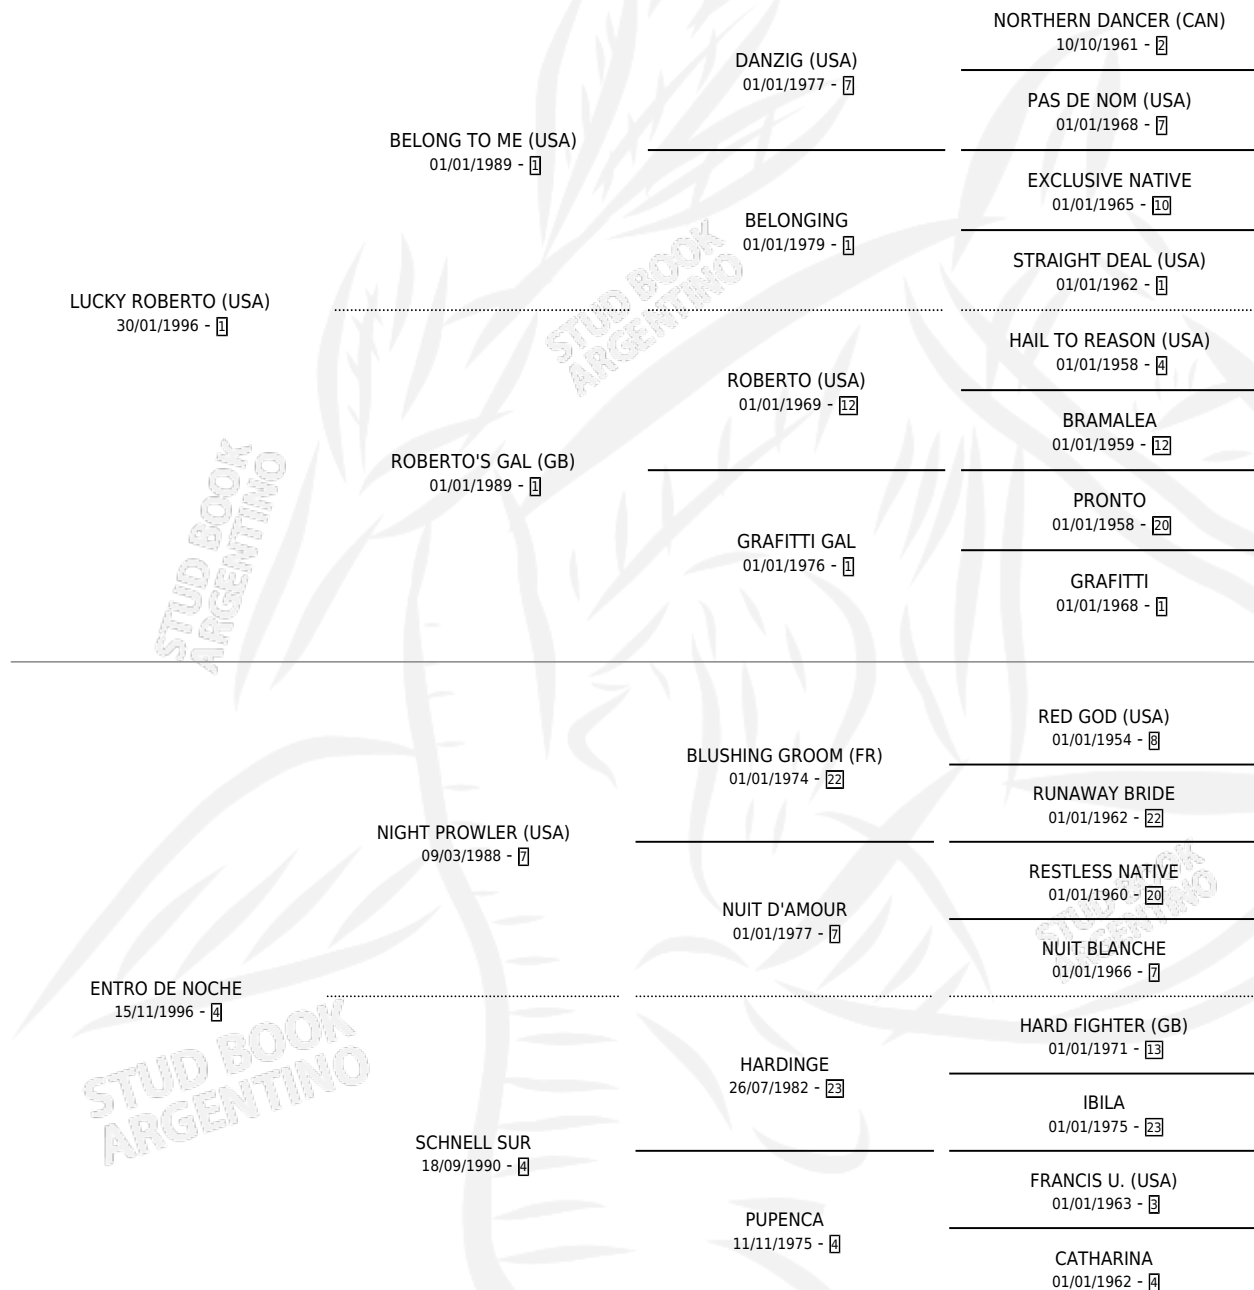 NORTHERN DANCER (CAN)
10/10/1961 - 2
DANZIG (USA)
01/01/1977 - 7
PAS DE NOM (USA)
01/01/1968 - 7
BELONG TO ME (USA)
01/01/1989 - 1
EXCLUSIVE NATIVE
01/01/1965 - 10
BELONGING
01/01/1979 - 1
STRAIGHT DEAL (USA)
01/01/1962 - 1
LUCKY ROBERTO (USA)
30/01/1996 - 1
HAIL TO REASON (USA)
01/01/1958 - 4
ROBERTO (USA)
01/01/1969 - 12
BRAMALEA
01/01/1959 - 12
ROBERTO'S GAL (GB)
01/01/1989 - 1
PRONTO
01/01/1958 - 20
GRAFITTI GAL
01/01/1976 - 1
GRAFITTI
01/01/1968 - 1
STUD BOOK
ARGENTINO
STUD BOOK
ARGENTINO
RED GOD (USA)
01/01/1954 - 8
BLUSHING GROOM (FR)
01/01/1974 - 22
RUNAWAY BRIDE
01/01/1962 - 22
NIGHT PROWLER (USA)
09/03/1988 - 7
RESTLESS NATIVE
01/01/1960 - 20
NUIT D'AMOUR
01/01/1977 - 7
NUIT BLANCHE
01/01/1966 - 7
ENTRO DE NOCHE
15/11/1996 - 4
HARD FIGHTER (GB)
01/01/1971 - 13
HARDINGE
26/07/1982 - 23
IBILA
01/01/1975 - 23
SCHNELL SUR
18/09/1990 - 4
FRANCIS U. (USA)
01/01/1963 - 3
PUPENCA
11/11/1975 - 4
CATHARINA
01/01/1962 - 4
STUD BOOK
ARGENTINO
STUD BOOK
ARGENTINO